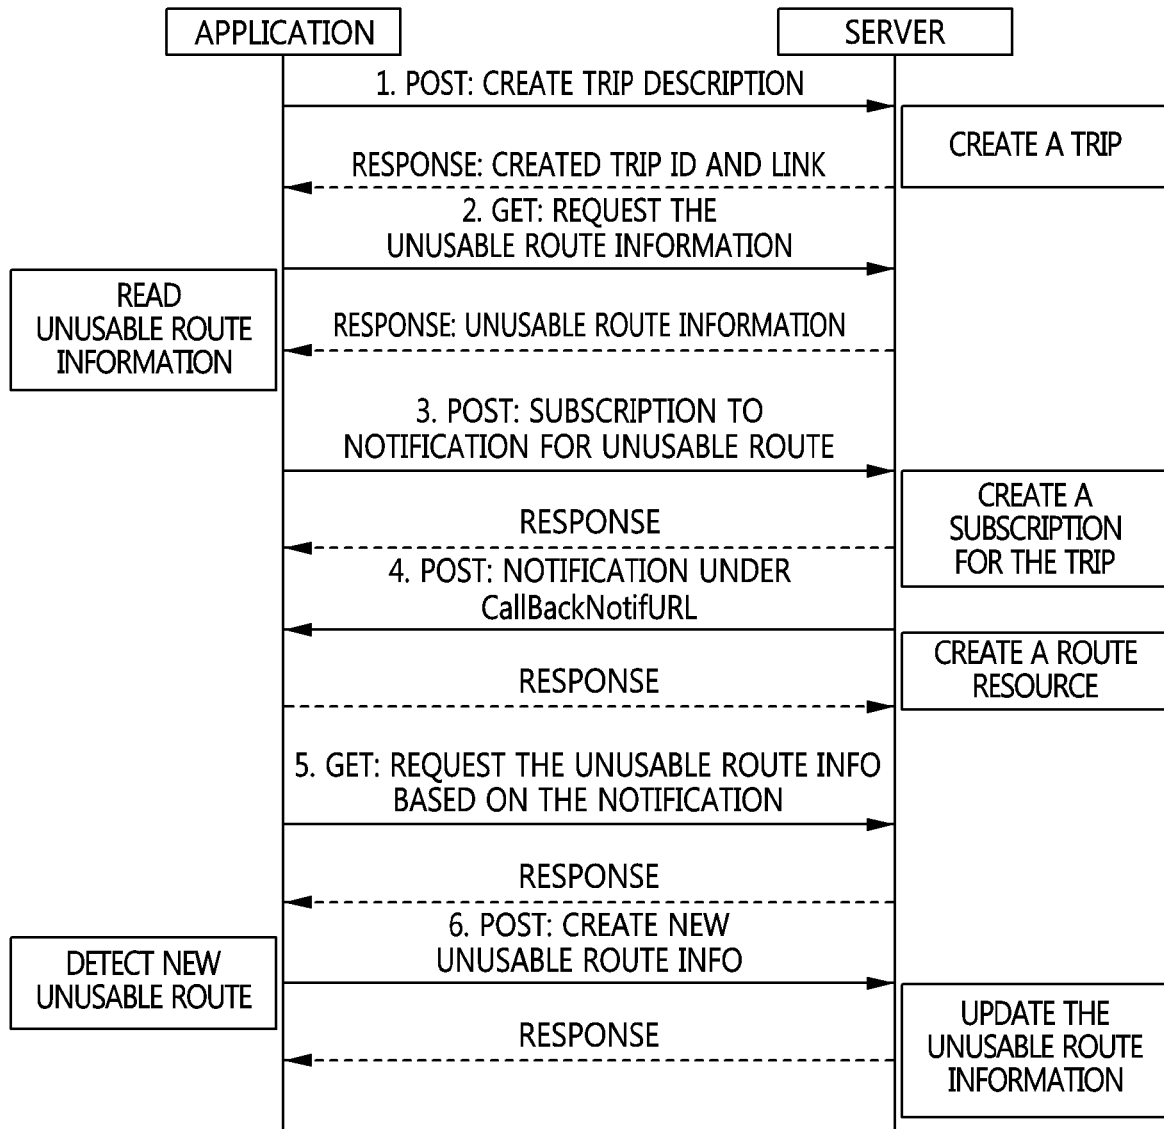 APPLICATION
SERVER
1. POST: CREATE TRIP DESCRIPTION
CREATE A TRIP
RESPONSE: CREATED TRIP ID AND LINK
2. GET: REQUEST THE
UNUSABLE ROUTE INFORMATION
READ
UNUSABLE ROUTE
INFORMATION
RESPONSE: UNUSABLE ROUTE INFORMATION
3. POST: SUBSCRIPTION TO
NOTIFICATION FOR UNUSABLE ROUTE
CREATE A
SUBSCRIPTION
FOR THE TRIP
RESPONSE
4. POST: NOTIFICATION UNDER
CallBackNotifURL
CREATE A ROUTE
RESOURCE
RESPONSE
5. GET: REQUEST THE UNUSABLE ROUTE INFO
BASED ON THE NOTIFICATION
RESPONSE
6. POST: CREATE NEW
UNUSABLE ROUTE INFO
DETECT NEW
UNUSABLE ROUTE
RESPONSE
UPDATE THE
UNUSABLE ROUTE
INFORMATION